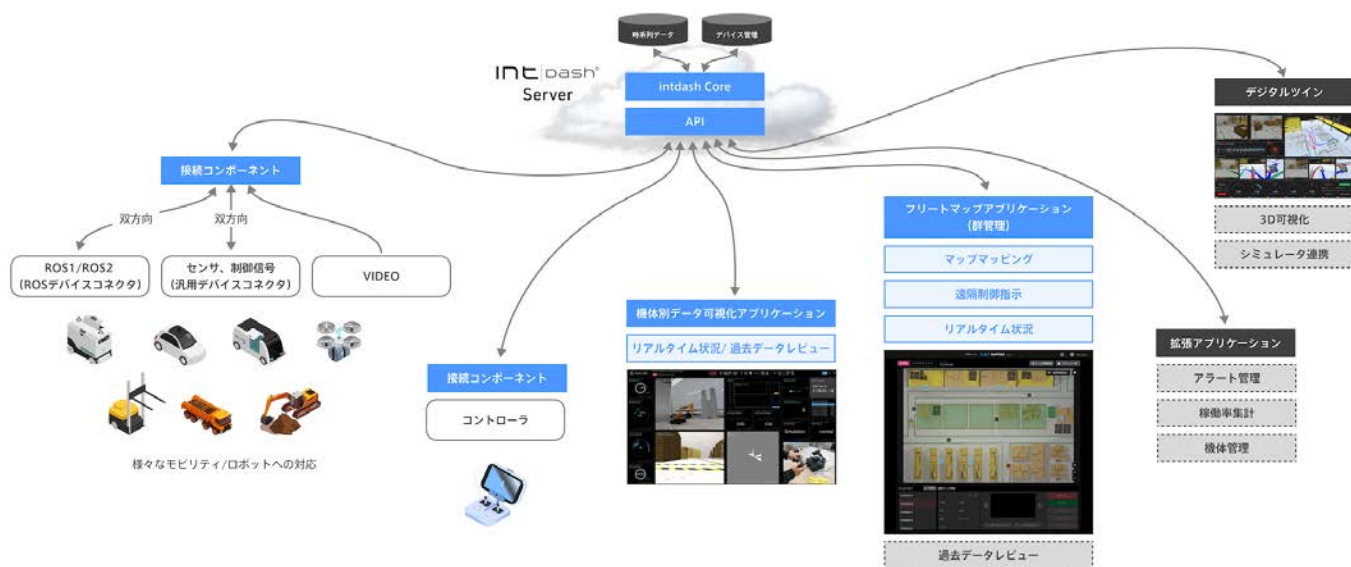 時系列データ
デバイス管理
intdash
Server
intdash Core
API
接続コンポーネント
双方向
双方向
ROS1/ROS2
(ROSデバイスコネクタ)
センサ、制御信号
(汎用デバイスコネクタ)
VIDEO
様々なモビリティ/ロボットへの対応
接続コンポーネント
コントローラ
機体別データ可視化アプリケーション
リアルタイム状況/ 過去データレビュー
フリートマップアプリケーション
(群管理)
マップマッピング
遠隔制御指示
リアルタイム状況
過去データレビュー
デジタルツイン
3D可視化
シミュレータ連携
拡張アプリケーション
アラート管理
稼働率集計
機体管理